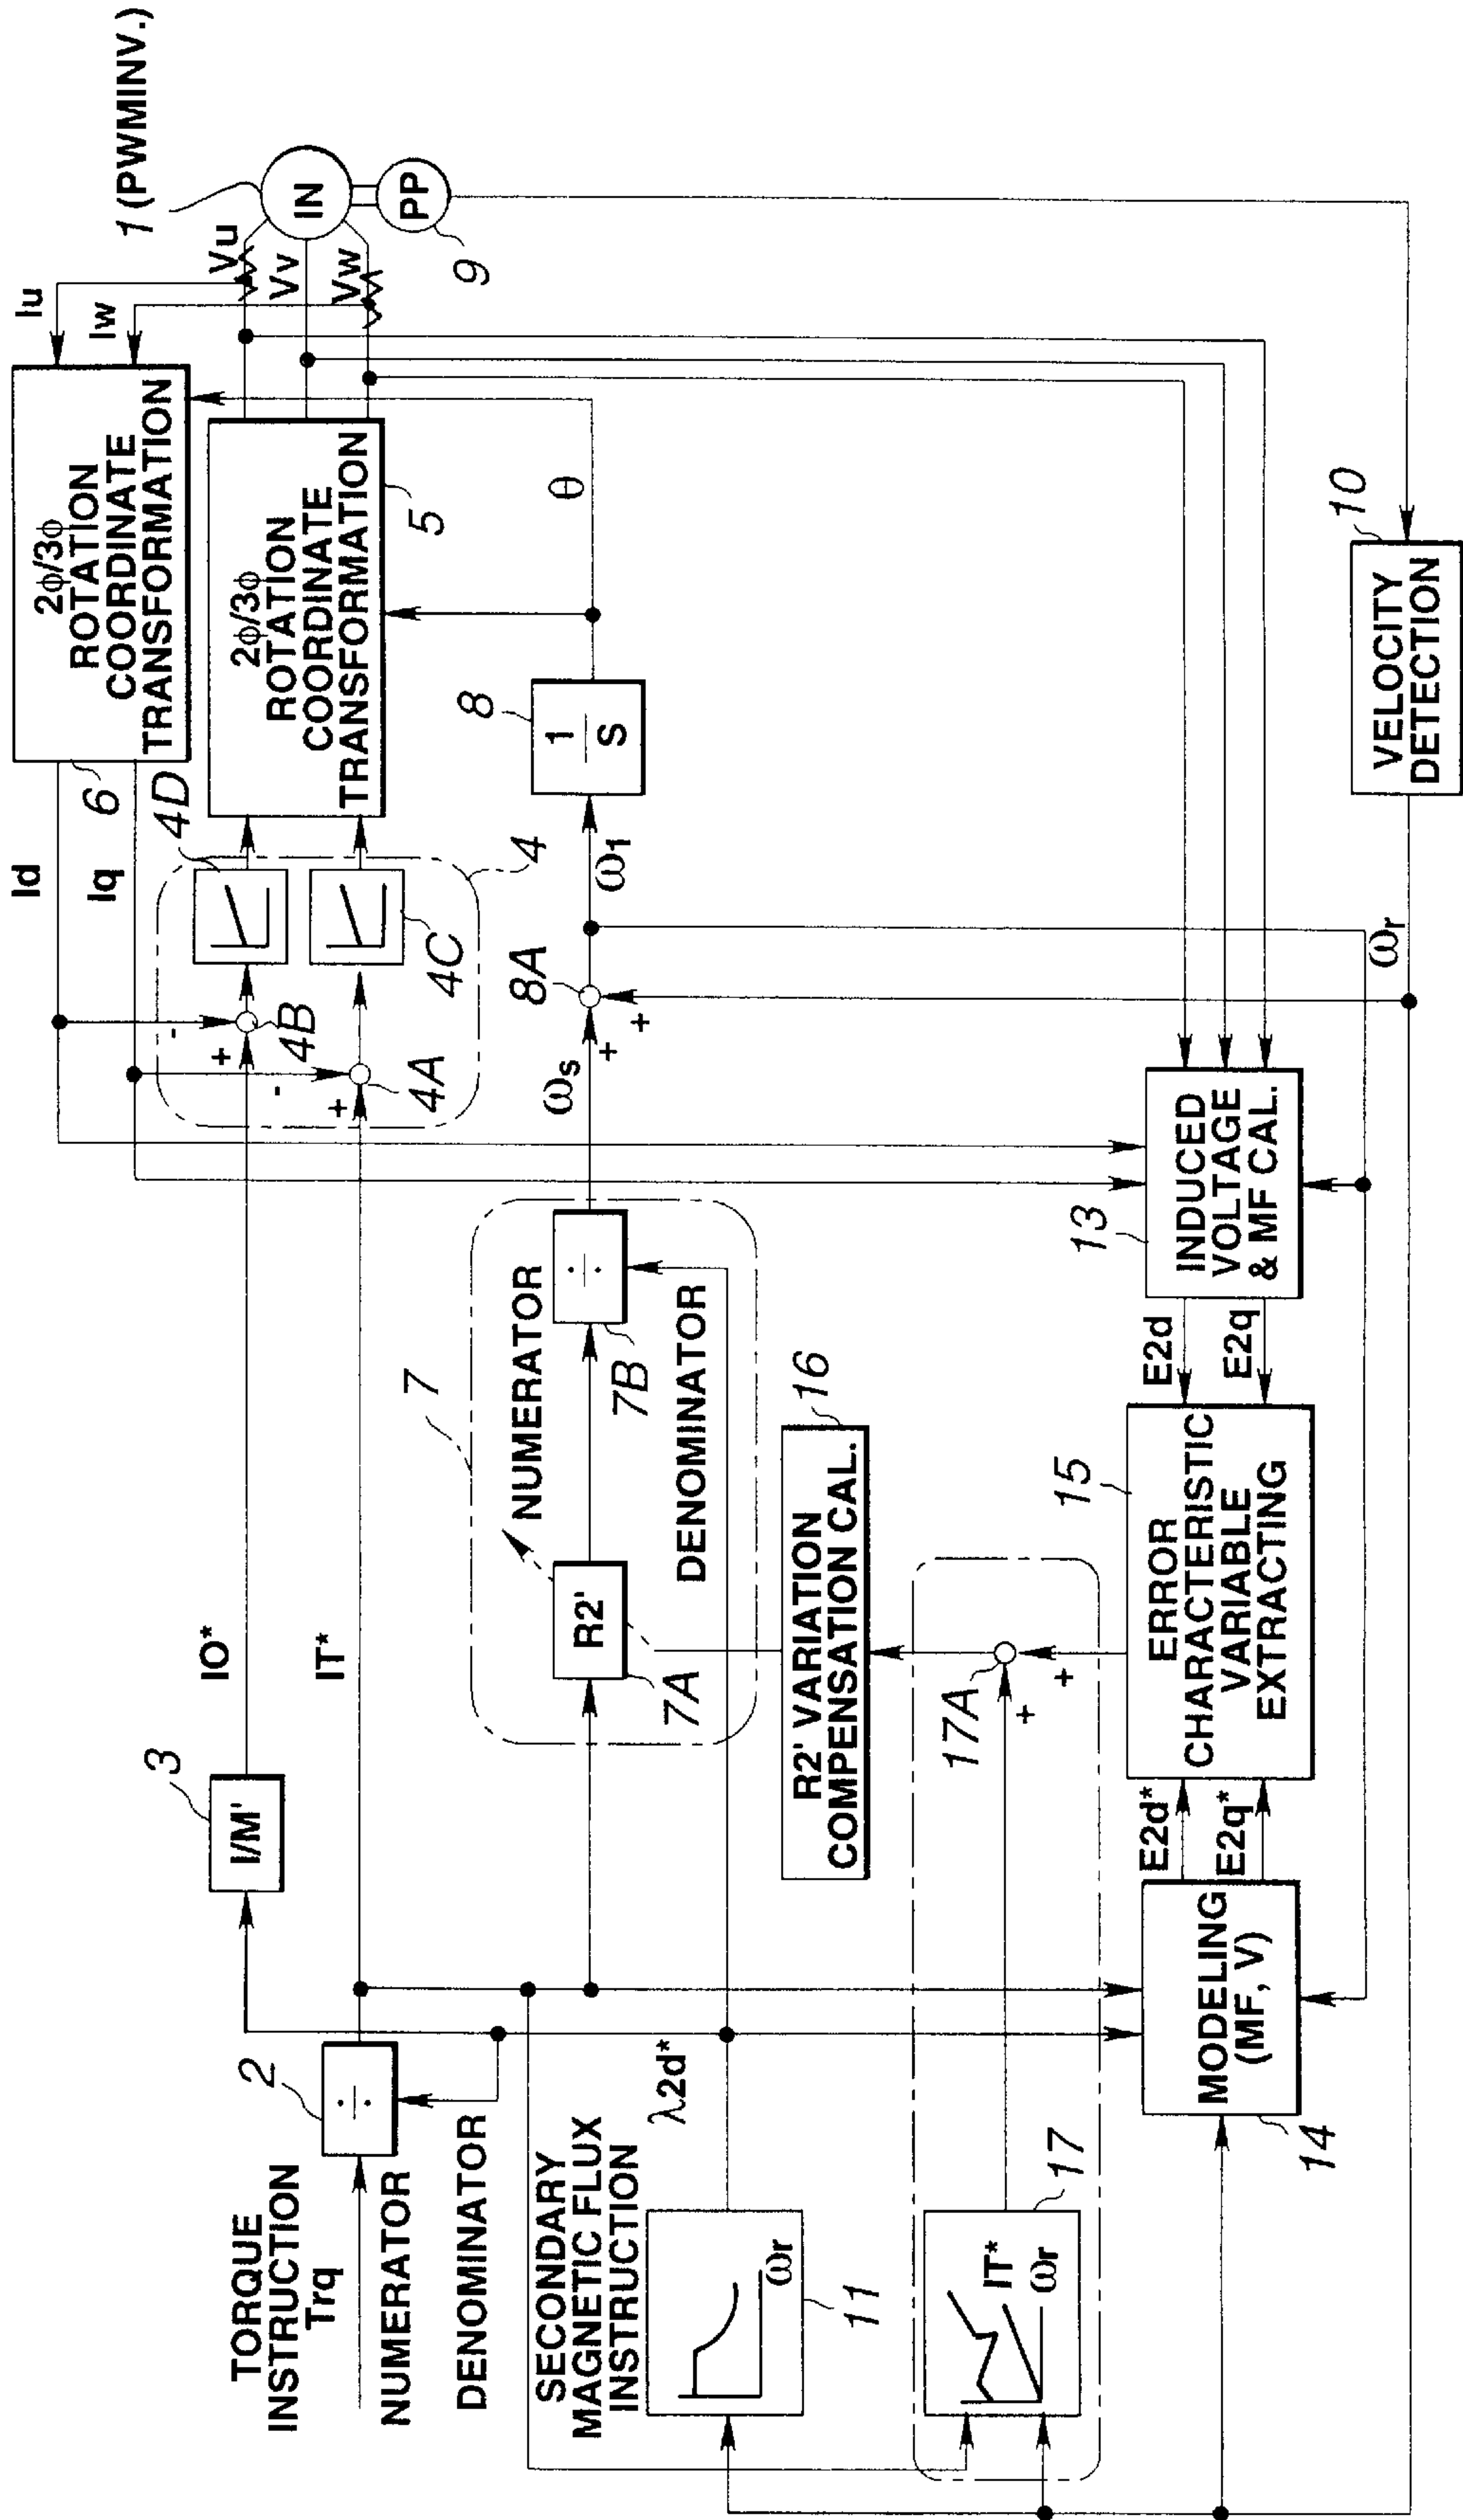 1 (PWMINV.)
Iu
Iw
Vu
Vv
Vw
IN
PP
9
2ϕ/3ϕ
ROTATION
COORDINATE
TRANSFORMATION
6
2ϕ/3ϕ
ROTATION
COORDINATE
TRANSFORMATION
5
θ
8
1
S
10
VELOCITY
DETECTION
Id
Iq
4D
4
4C
4B
4A
+
-
+
-
ω1
8A
ωs
+
+
ωr
13
INDUCED
VOLTAGE
& MF CAL.
E2d
E2q
7
NUMERATOR
÷
7B
DENOMINATOR
R2'
7A
16
R2' VARIATION
COMPENSATION CAL.
15
ERROR
CHARACTERISTIC
VARIABLE
EXTRACTING
17A
+
+
IO*
IT*
3
I/M'
E2d*
E2q*
MODELING
(MF, V)
14
2
÷
TORQUE
INSTRUCTION
Trq
NUMERATOR
DENOMINATOR
SECONDARY
MAGNETIC FLUX
INSTRUCTION
λ2d*
ωr
11
IT*
ωr
17